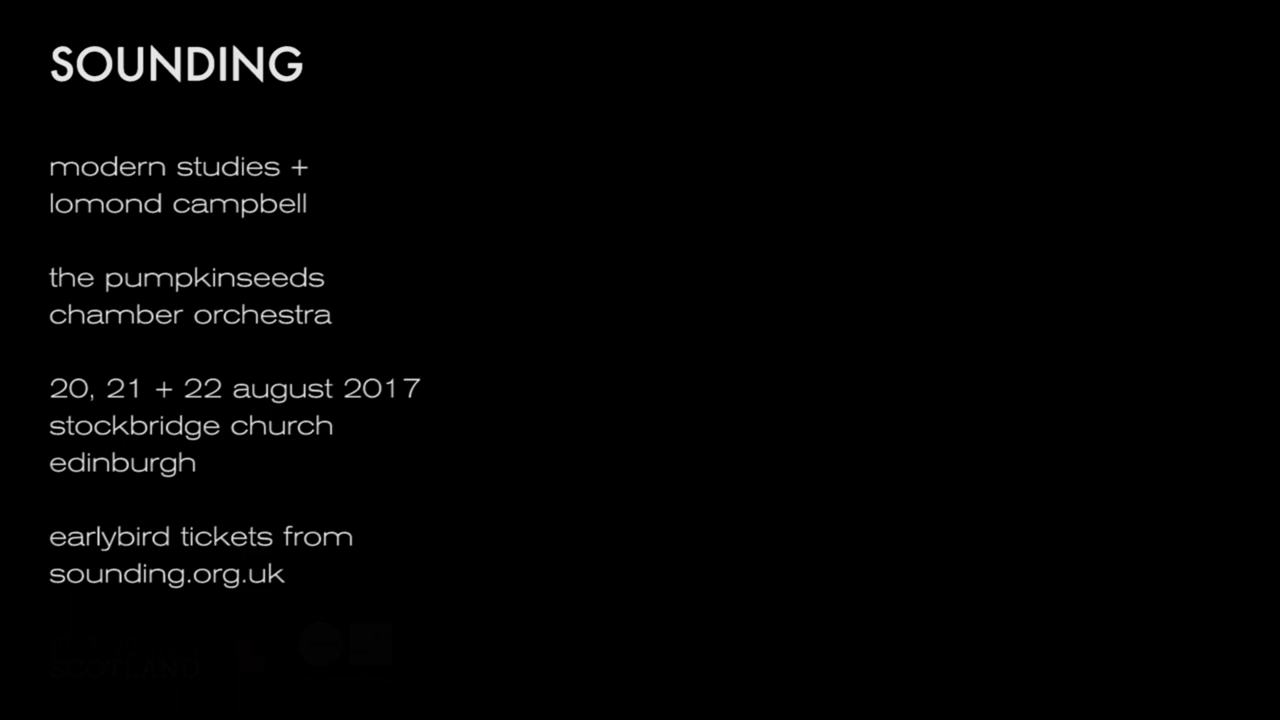 SOUNDING
modern studies +
lomond campbell
the pumpkinseeds
chamber orchestra
20, 21 + 22 august 2017
stockbridge church
edinburgh
earlybird tickets from
sounding.org.uk
SCOTLAND